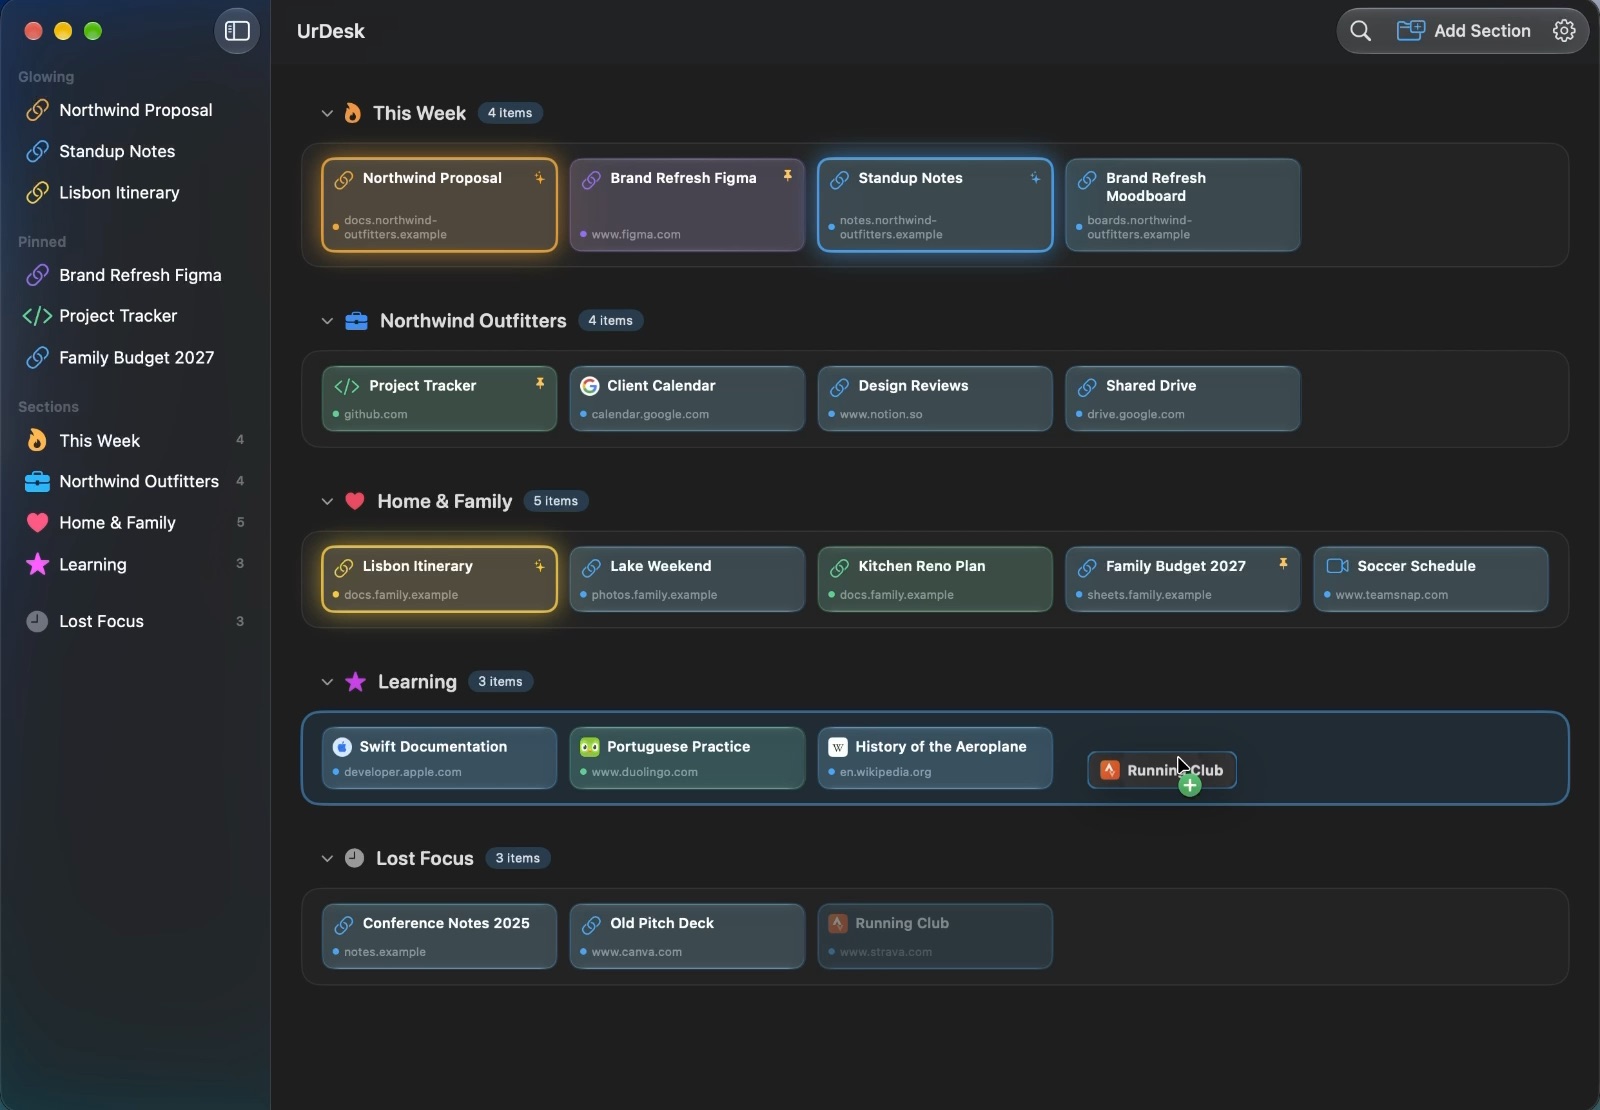 UrDesk
Add Section
Glowing
Northwind Proposal
Standup Notes
Lisbon Itinerary
Pinned
Brand Refresh Figma
Project Tracker
Family Budget 2027
Sections
This Week 4
Northwind Outfitters 4
Home & Family 5
Learning 3
Lost Focus 3
This Week 4 items
Northwind Proposal
docs.northwind-
outfitters.example
Brand Refresh Figma
www.figma.com
Standup Notes
notes.northwind-
outfitters.example
Brand Refresh
Moodboard
boards.northwind-
outfitters.example
Northwind Outfitters 4 items
Project Tracker
github.com
Client Calendar
calendar.google.com
Design Reviews
www.notion.so
Shared Drive
drive.google.com
Home & Family 5 items
Lisbon Itinerary
docs.family.example
Lake Weekend
photos.family.example
Kitchen Reno Plan
docs.family.example
Family Budget 2027
sheets.family.example
Soccer Schedule
www.teamsnap.com
Learning 3 items
Swift Documentation
developer.apple.com
Portuguese Practice
www.duolingo.com
W History of the Aeroplane
en.wikipedia.org
Running Club
Lost Focus 3 items
Conference Notes 2025
notes.example
Old Pitch Deck
www.canva.com
Running Club
www.strava.com